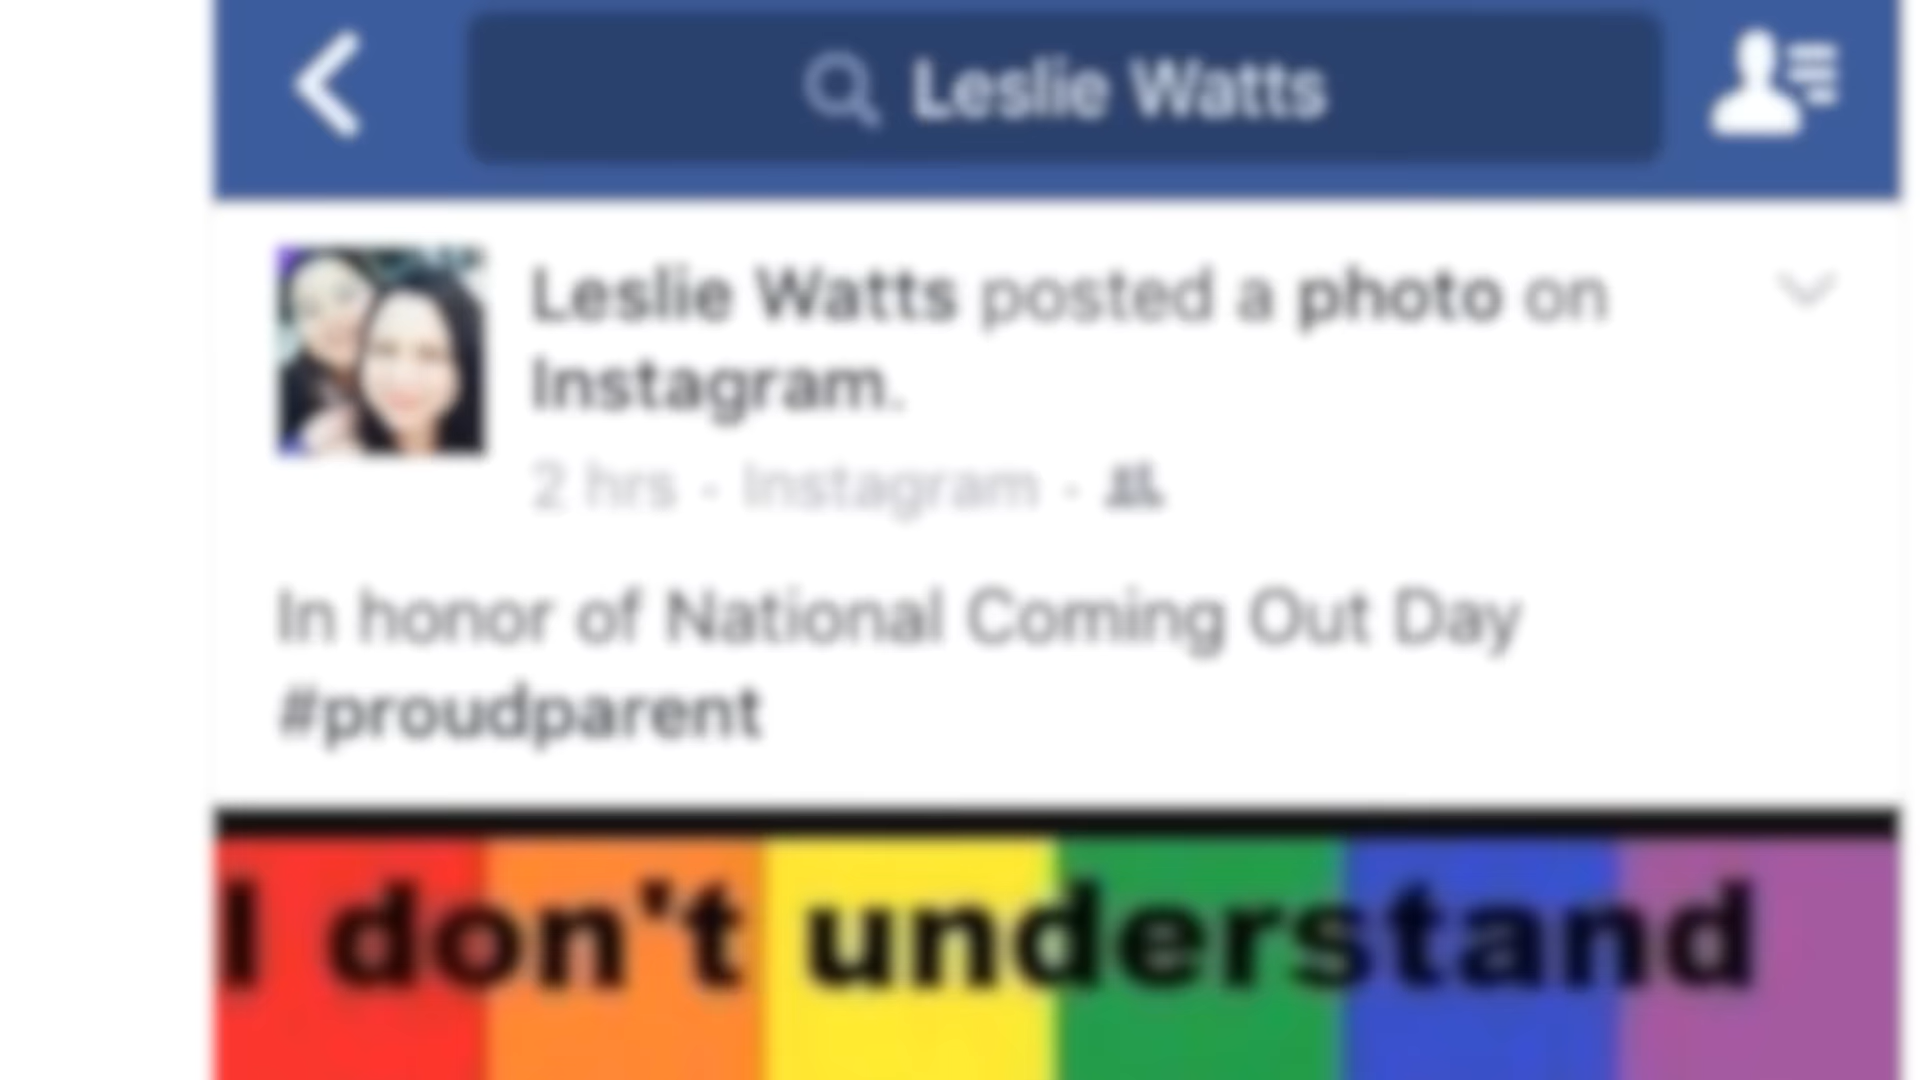 Leslie Watts
Leslie Watts posted a photo on
Instagram.
2 hrs · Instagram ·
In honor of National Coming Out Day
#proudparent
I don't understand